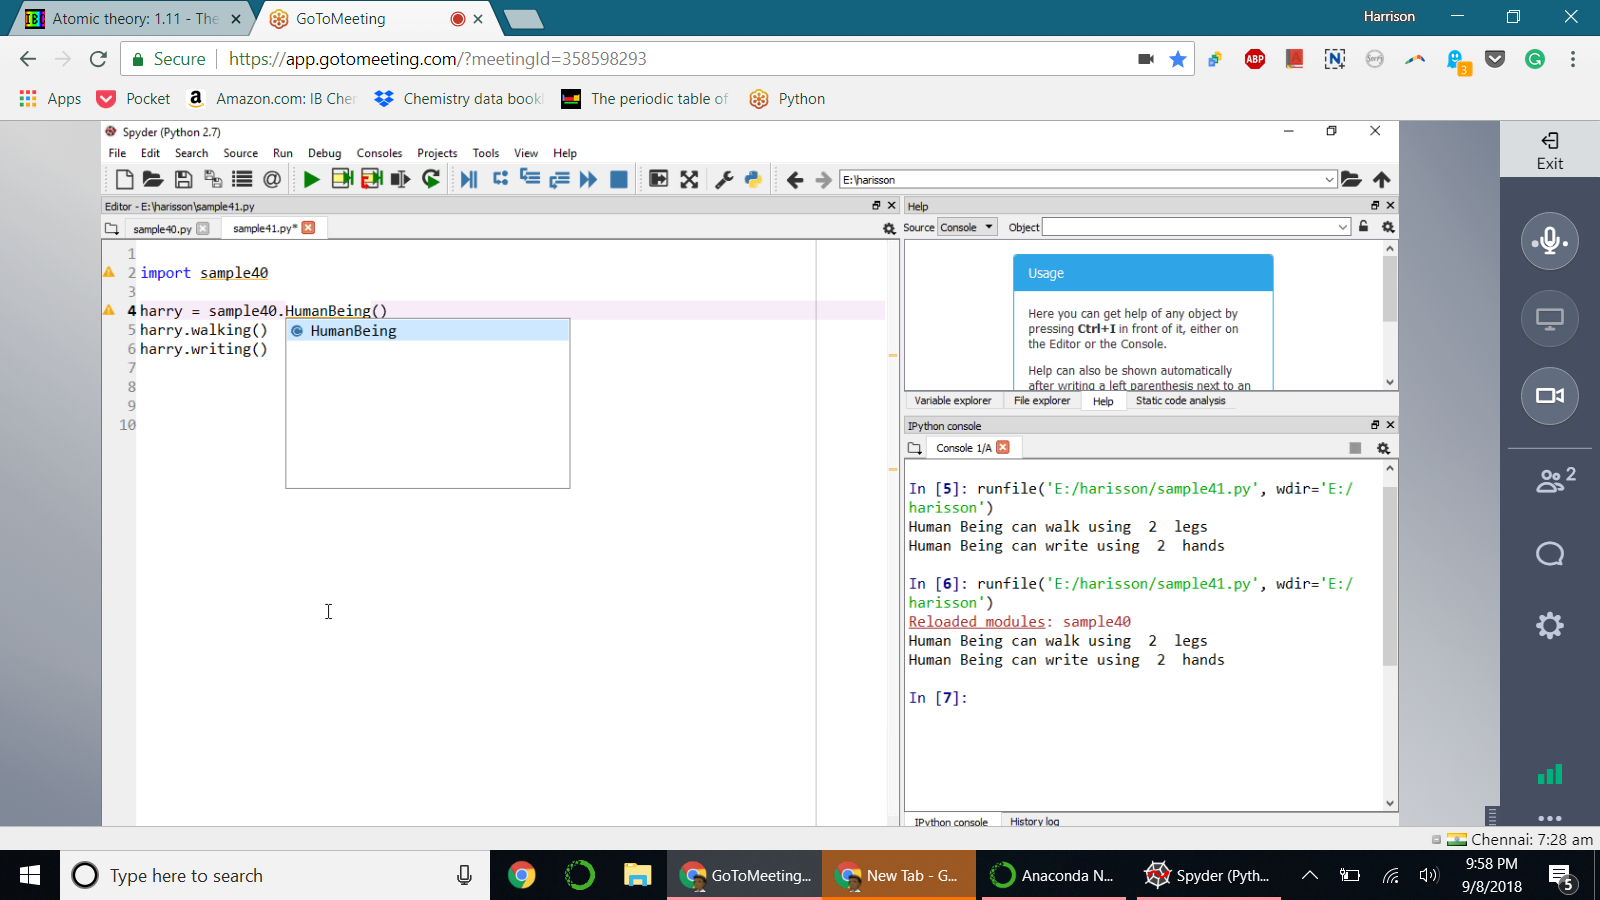 Atomic theory: 1.11 - The
GoToMeeting
Harrison
Secure
https://app.gotomeeting.com/?meetingId=358598293
ABP
3
Apps
Pocket
Amazon.com: IB Cher
Chemistry data book
The periodic table of
Python
Spyder (Python 2.7)
File Edit Search Source Run Debug Consoles Projects Tools View Help
E:\harisson
Exit
Editor - E:\harisson\sample41.py
Help
sample40.py
sample41.py*
Source Console
Object
1
2 import sample40
3
4 harry = sample40.HumanBeing()
5 harry.walking()
6 harry.writing()
7
8
9
10
HumanBeing
Usage
Here you can get help of any object by
pressing Ctrl+I in front of it, either on
the Editor or the Console.
Help can also be shown automatically
after writing a left parenthesis next to an
Variable explorer File explorer Help Static code analysis
IPython console
Console 1/A
In [5]: runfile('E:/harisson/sample41.py', wdir='E:/
harisson')
Human Being can walk using  2  legs
Human Being can write using  2  hands
In [6]: runfile('E:/harisson/sample41.py', wdir='E:/
harisson')
Reloaded modules: sample40
Human Being can walk using  2  legs
Human Being can write using  2  hands
In [7]:
IPython console History log
2
Chennai: 7:28 am
Type here to search
GoToMeeting...
New Tab - G...
Anaconda N...
Spyder (Pyth...
9:58 PM
9/8/2018
5